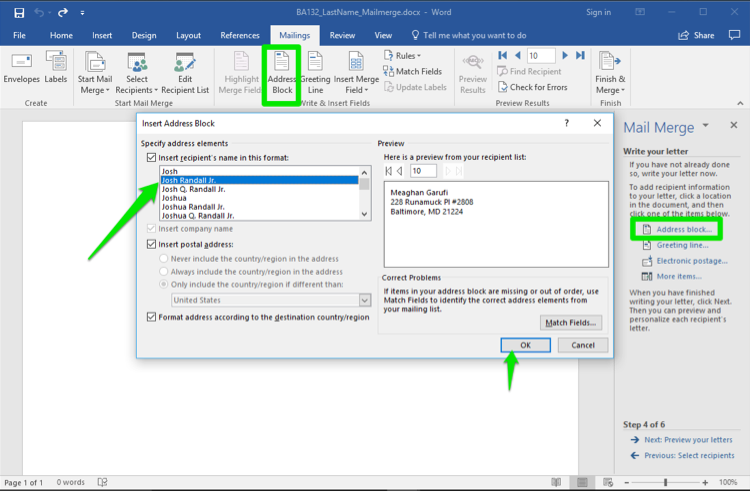 BA132_LastName_Mailmerge.docx - Word
Sign in
File Home Insert Design Layout References Mailings Review View Tell me what you want to do Share
Envelopes Labels
Start Mail Merge
Select Recipients
Edit Recipient List
Highlight Merge Fields
Address Block
Greeting Line
Insert Merge Field
Rules
Match Fields
Update Labels
Preview Results
ABC
10
Find Recipient
Check for Errors
Finish & Merge
Create
Start Mail Merge
Write & Insert Fields
Preview Results
Finish
Insert Address Block
?
Specify address elements
Insert recipient's name in this format:
Josh
Josh Randall Jr.
Josh Q. Randall Jr.
Joshua
Joshua Randall Jr.
Joshua Q. Randall Jr.
Insert company name
Insert postal address:
Never include the country/region in the address
Always include the country/region in the address
Only include the country/region if different than:
United States
Format address according to the destination country/region
Preview
Here is a preview from your recipient list:
10
Meaghan Garufi
228 Runamuck Pl #2808
Baltimore, MD 21224
Correct Problems
If items in your address block are missing or out of order, use
Match Fields to identify the correct address elements from
your mailing list.
Match Fields...
OK
Cancel
Mail Merge
Write your letter
If you have not already done
so, write your letter now.
To add recipient information
to your letter, click a location
in the document, and then
click one of the items below.
Address block...
Greeting line...
Electronic postage...
More items...
When you have finished
writing your letter, click Next.
Then you can preview and
personalize each recipient's
letter.
Step 4 of 6
Next: Preview your letters
Previous: Select recipients
Page 1 of 1
0 words
100%